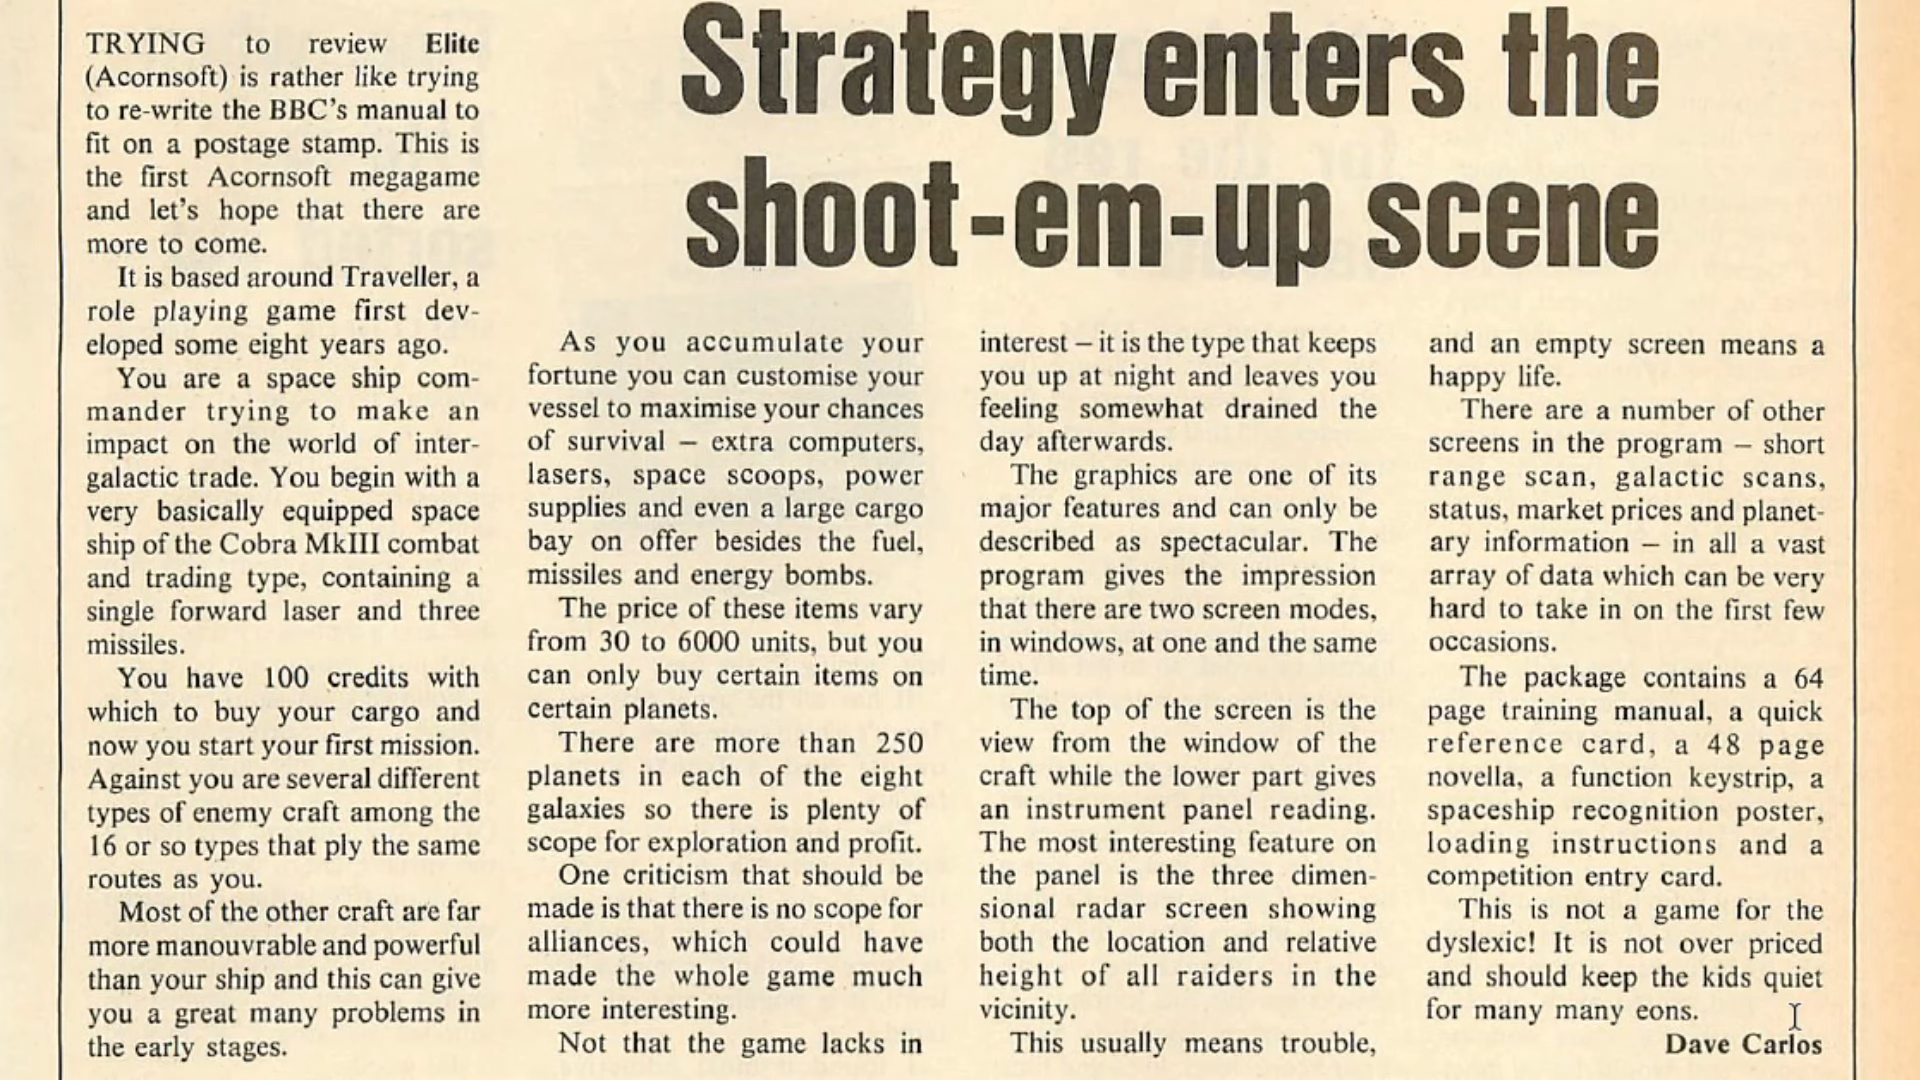 Strategy enters the
shoot-em-up scene
TRYING to review Elite
(Acornsoft) is rather like trying
to re-write the BBC's manual to
fit on a postage stamp. This is
the first Acornsoft megagame
and let's hope that there are
more to come.
It is based around Traveller, a
role playing game first dev-
eloped some eight years ago.
You are a space ship com-
mander trying to make an
impact on the world of inter-
galactic trade. You begin with a
very basically equipped space
ship of the Cobra MkIII combat
and trading type, containing a
single forward laser and three
missiles.
You have 100 credits with
which to buy your cargo and
now you start your first mission.
Against you are several different
types of enemy craft among the
16 or so types that ply the same
routes as you.
Most of the other craft are far
more manouvrable and powerful
than your ship and this can give
you a great many problems in
the early stages.
As you accumulate your
fortune you can customise your
vessel to maximise your chances
of survival – extra computers,
lasers, space scoops, power
supplies and even a large cargo
bay on offer besides the fuel,
missiles and energy bombs.
The price of these items vary
from 30 to 6000 units, but you
can only buy certain items on
certain planets.
There are more than 250
planets in each of the eight
galaxies so there is plenty of
scope for exploration and profit.
One criticism that should be
made is that there is no scope for
alliances, which could have
made the whole game much
more interesting.
Not that the game lacks in
interest – it is the type that keeps
you up at night and leaves you
feeling somewhat drained the
day afterwards.
The graphics are one of its
major features and can only be
described as spectacular. The
program gives the impression
that there are two screen modes,
in windows, at one and the same
time.
The top of the screen is the
view from the window of the
craft while the lower part gives
an instrument panel reading.
The most interesting feature on
the panel is the three dimen-
sional radar screen showing
both the location and relative
height of all raiders in the
vicinity.
This usually means trouble,
and an empty screen means a
happy life.
There are a number of other
screens in the program – short
range scan, galactic scans,
status, market prices and planet-
ary information – in all a vast
array of data which can be very
hard to take in on the first few
occasions.
The package contains a 64
page training manual, a quick
reference card, a 48 page
novella, a function keystrip, a
spaceship recognition poster,
loading instructions and a
competition entry card.
This is not a game for the
dyslexic! It is not over priced
and should keep the kids quiet
for many many eons.
Dave Carlos